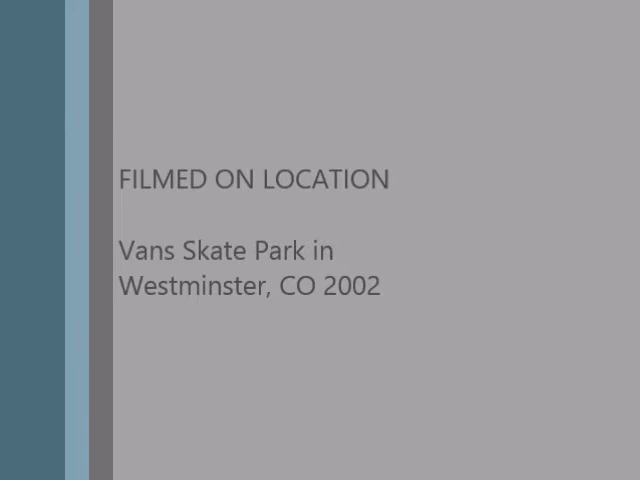 FILMED ON LOCATION
Vans Skate Park in
Westminster, CO 2002